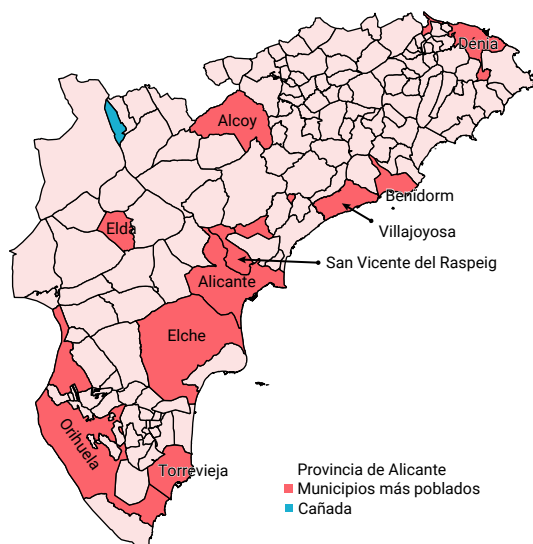 Dénia
Alcoy
Benidorm
Elda
Villajoyosa
San Vicente del Raspeig
Alicante
Elche
Orihuela
Torrevieja
Provincia de Alicante
Municipios más poblados
Cañada